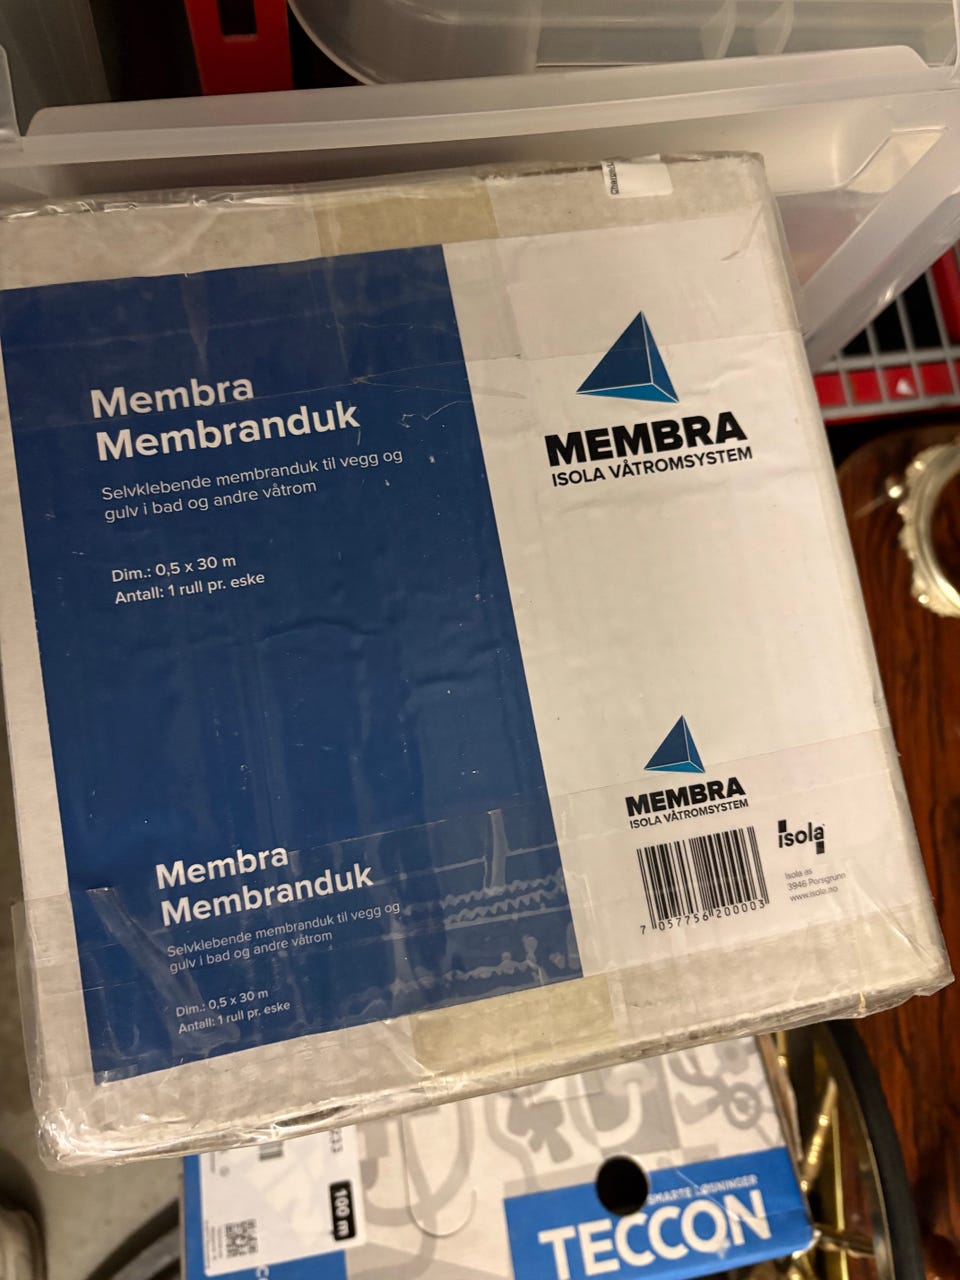 Membra
Membranduk
Selvklebende membranduk til vegg og
gulv i bad og andre våtrom
Dim.: 0,5 x 30 m
Antall: 1 rull pr. eske
MEMBRA
ISOLA VÅTROMSYSTEM
MEMBRA
ISOLA VÅTROMSYSTEM
Isola
Isola as
3946 Porsgrunn
www.isola.no
7 057756 200003
Membra
Membranduk
Selvklebende membranduk til vegg og
gulv i bad og andre våtrom
Dim.: 0,5 x 30 m
Antall: 1 rull pr. eske
100 m
SMARTE LØSNINGER
TECCON